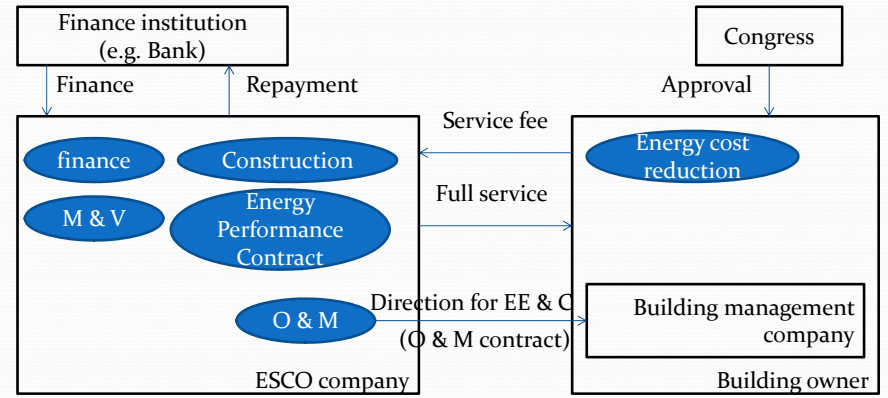 Finance institution
(e.g. Bank)
Congress
Finance
Repayment
Approval
Service fee
finance
Construction
Energy cost
reduction
M & V
Energy
Performance
Contract
Full service
O & M
Direction for EE & C
(O & M contract)
Building management
company
ESCO company
Building owner